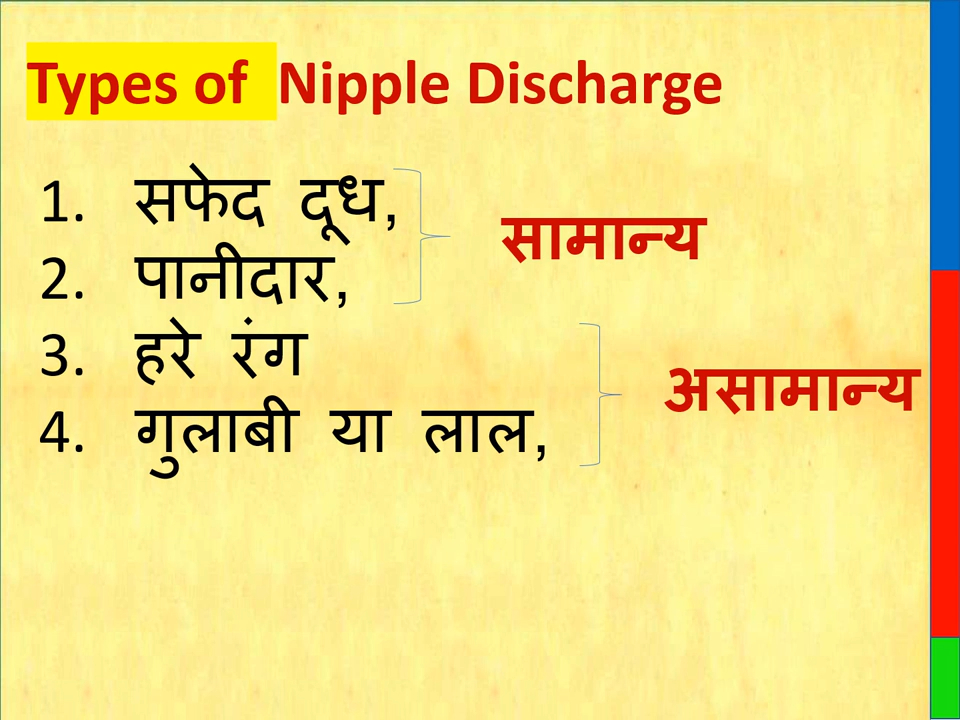 Types of Nipple Discharge
1. सफेद दूध,
2. पानीदार,
सामान्य
3. हरे रंग
4. गुलाबी या लाल,
असामान्य